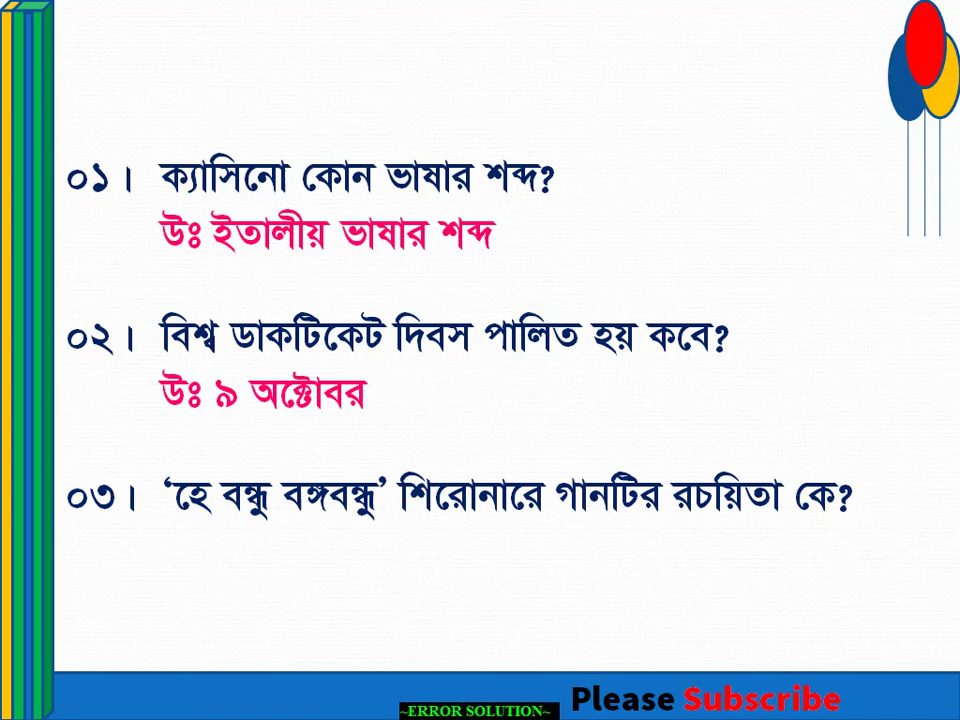 ০১। ক্যাসিনো কোন ভাষার শব্দ?
উঃ ইতালীয় ভাষার শব্দ
০২। বিশ্ব ডাকটিকেট দিবস পালিত হয় কবে?
উঃ ৯ অক্টোবর
০৩। ‘হে বন্ধু বঙ্গবন্ধু’ শিরোনারে গানটির রচয়িতা কে?
~ERROR SOLUTION~
Please Subscribe